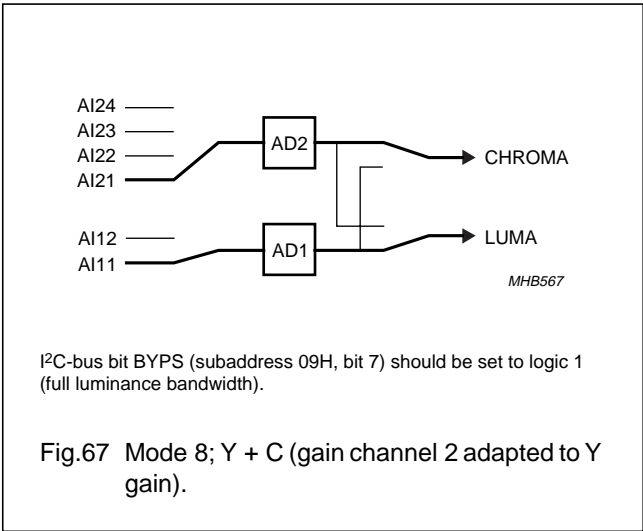 AI24
AI23
AI22
AI21
AD2
CHROMA
AI12
AI11
AD1
LUMA
MHB567
I²C-bus bit BYPS (subaddress 09H, bit 7) should be set to logic 1
(full luminance bandwidth).
Fig.67 Mode 8; Y + C (gain channel 2 adapted to Y
gain).